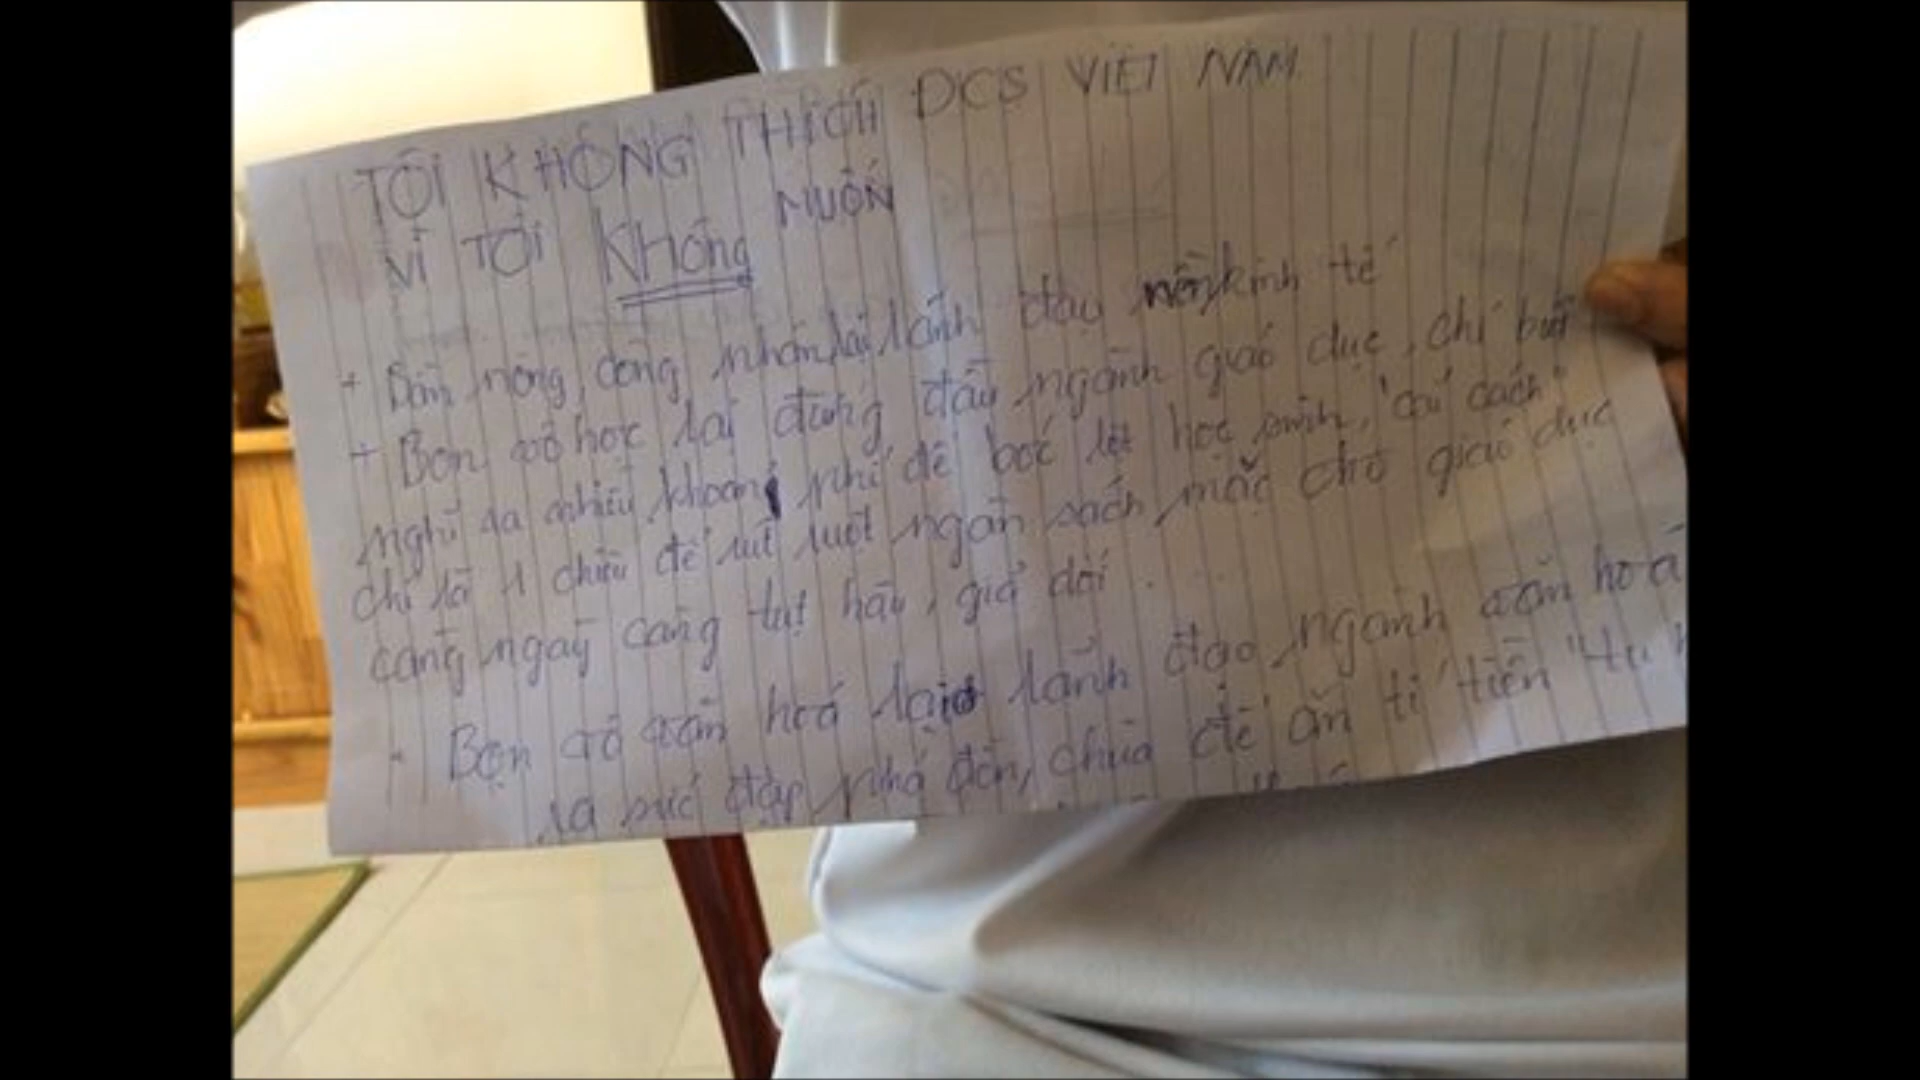 TÔI KHÔNG THÍCH ĐCS VIỆT NAM
VÌ TÔI Không MUỐN
+ Dân nông, công nhân lại lãnh đạo nền kinh tế
+ Bọn vô học lại đứng đầu ngành giáo dục, chỉ biết
nghĩ ra nhiều khoản phí để bóc lột học sinh, "cải cách"
chỉ là 1 chiêu để rút ruột ngân sách, mặc cho giáo dục
càng ngày càng tụt hậu, giả dối.
- Bọn vô văn hoá lại lãnh đạo ngành văn hoá
ra sức đập phá đền, chùa để ăn tí tiền "tu